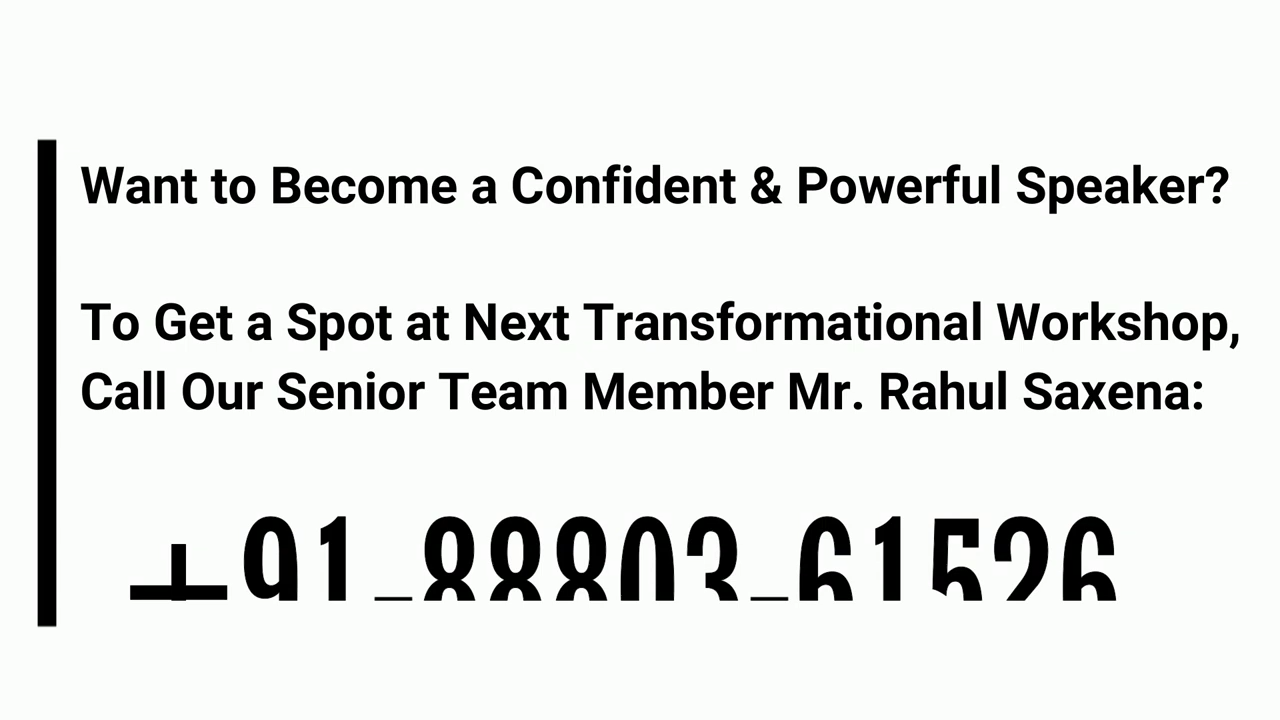 Want to Become a Confident & Powerful Speaker?
To Get a Spot at Next Transformational Workshop,
Call Our Senior Team Member Mr. Rahul Saxena:
+91-88803-61526